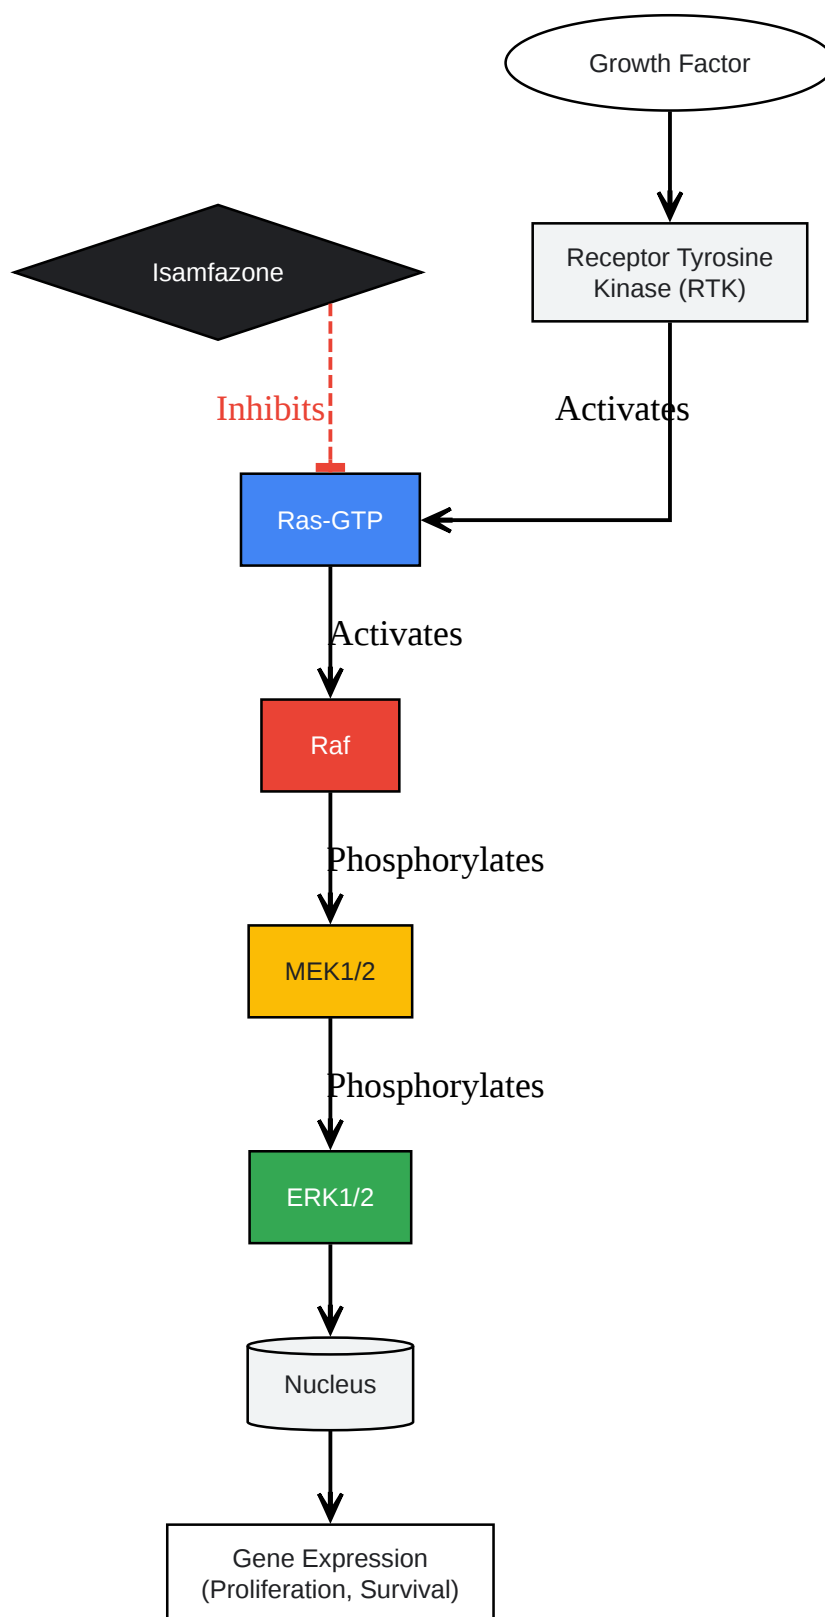 Growth Factor
Isamfazone
Receptor Tyrosine
Kinase (RTK)
Inhibits
Activates
Ras-GTP
Activates
Raf
Phosphorylates
MEK1/2
Phosphorylates
ERK1/2
Nucleus
Gene Expression
(Proliferation, Survival)